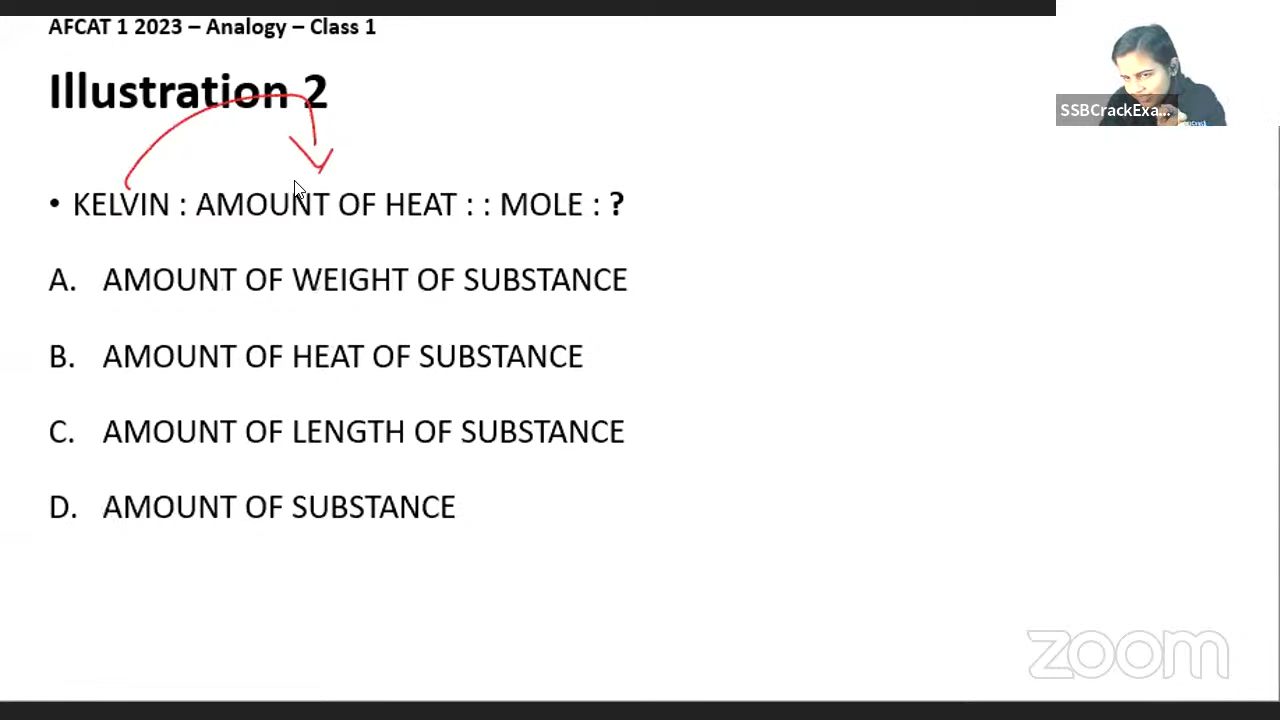 AFCAT 1 2023 – Analogy – Class 1
Illustration 2
SSBCrackExa...
• KELVIN : AMOUNT OF HEAT : : MOLE : ?
A. AMOUNT OF WEIGHT OF SUBSTANCE
B. AMOUNT OF HEAT OF SUBSTANCE
C. AMOUNT OF LENGTH OF SUBSTANCE
D. AMOUNT OF SUBSTANCE
zoom